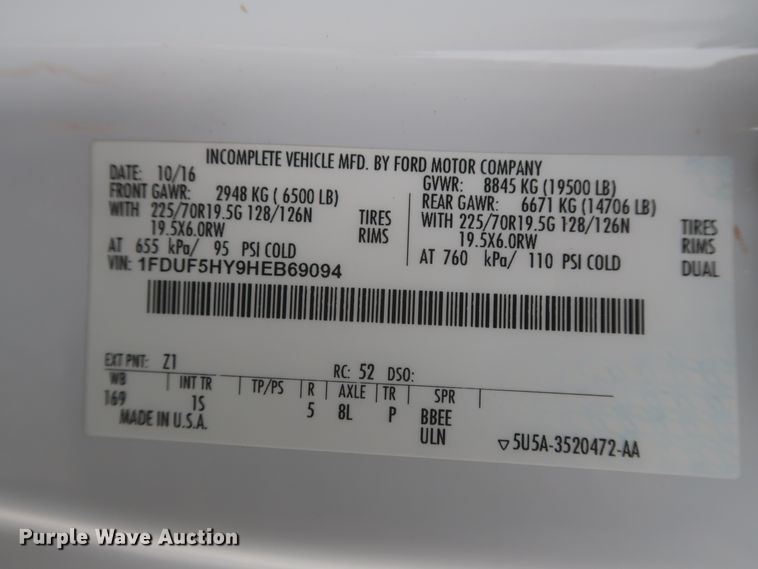 INCOMPLETE VEHICLE MFD. BY FORD MOTOR COMPANY
DATE: 10/16 GVWR: 8845 KG (19500 LB)
FRONT GAWR: 2948 KG ( 6500 LB) REAR GAWR: 6671 KG (14706 LB)
WITH 225/70R19.5G 128/126N TIRES WITH 225/70R19.5G 128/126N TIRES
19.5X6.0RW RIMS 19.5X6.0RW RIMS
AT 655 kPa/ 95 PSI COLD AT 760 kPa/ 110 PSI COLD DUAL
VIN: 1FDUF5HY9HEB69094
EXT PNT: Z1 RC: 52 DSO:
WB INT TR TP/PS R AXLE TR SPR
169 1S 5 8L P BBEE
MADE IN U.S.A. ULN 5U5A-3520472-AA
Purple Wave Auction